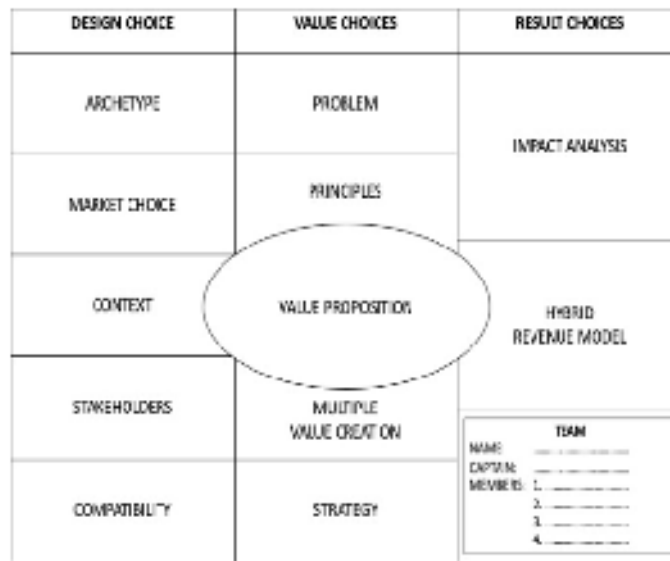 DESIGN CHOICE
VALUE CHOICES
RESULT CHOICES
ARCHETYPE
PROBLEM
IMPACT ANALYSIS
MARKET CHOICE
PRINCIPLES
CONTEXT
VALUE PROPOSITION
HYBRID
REVENUE MODEL
STAKEHOLDERS
MULTIPLE
VALUE CREATION
COMPATIBILITY
STRATEGY
TEAM
NAME
CAPTAIN:
MEMBERS: 1.
2.
3.
4.